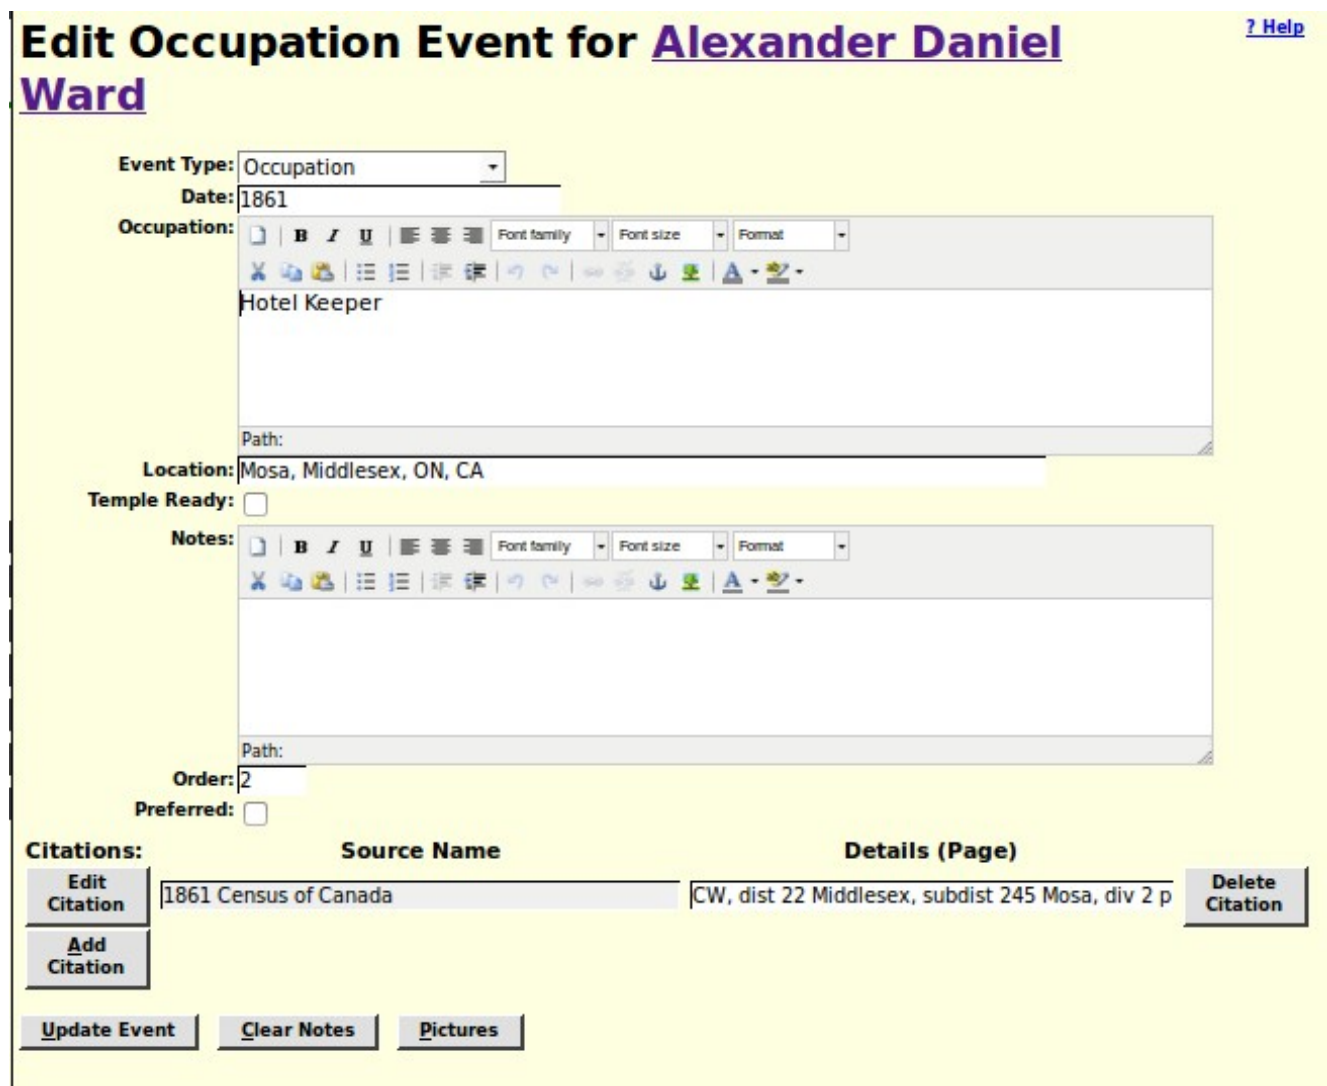 Edit Occupation Event for Alexander Daniel
Ward
? Help
Event Type: Occupation
Date: 1861
Occupation:
B I U Font family Font size Format
A
Hotel Keeper
Path:
Location: Mosa, Middlesex, ON, CA
Temple Ready:
Notes:
B I U Font family Font size Format
A
Path:
Order: 2
Preferred:
Citations: Source Name Details (Page)
Edit
Citation
1861 Census of Canada
CW, dist 22 Middlesex, subdist 245 Mosa, div 2 p
Delete
Citation
Add
Citation
Update Event Clear Notes Pictures